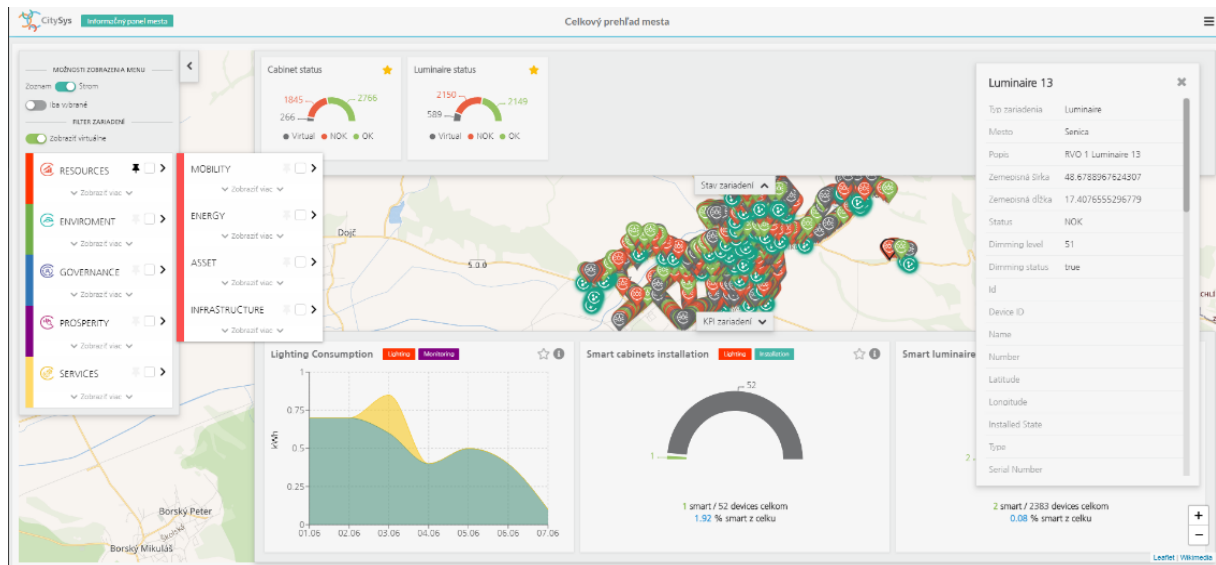 CitySys Informačný panel mesta
Celkový prehľad mesta
MOŽNOSTI ZOBRAZENIA MENU
Zoznam Strom
Iba vybrané
FILTER ZARIADENÍ
Zobraziť virtuálne
RESOURCES
Zobraziť viac
ENVIROMENT
Zobraziť viac
GOVERNANCE
Zobraziť viac
PROSPERITY
Zobraziť viac
SERVICES
Zobraziť viac
MOBILITY
Zobraziť viac
ENERGY
Zobraziť viac
ASSET
Zobraziť viac
INFRASTRUCTURE
Zobraziť viac
Cabinet status
1845 2766
266
Virtual NOK OK
Luminaire status
2150 2149
589
Virtual NOK OK
Stav zariadení
Dojč
KPI zariadení
Borský Peter
Borský Mikuláš
Lighting Consumption Lighting Monitoring
kWh
1
0.75
0.5
0.25
0
01.06 02.06 03.06 04.06 05.06 06.06 07.06
Smart cabinets installation Lighting Installation
52
1
1 smart / 52 devices celkom
1.92 % smart z celku
Smart luminaire
2
2 smart / 2383 devices celkom
0.08 % smart z celku
Luminaire 13
Typ zariadenia Luminaire
Mesto Senica
Popis RVO 1 Luminaire 13
Zemepisná šírka 48.6788967624307
Zemepisná dĺžka 17.4076555296779
Status NOK
Dimming level 51
Dimming status true
Id
Device ID
Name
Number
Latitude
Longitude
Installed State
Type
Serial Number
+
−
Leaflet | Wikimedia